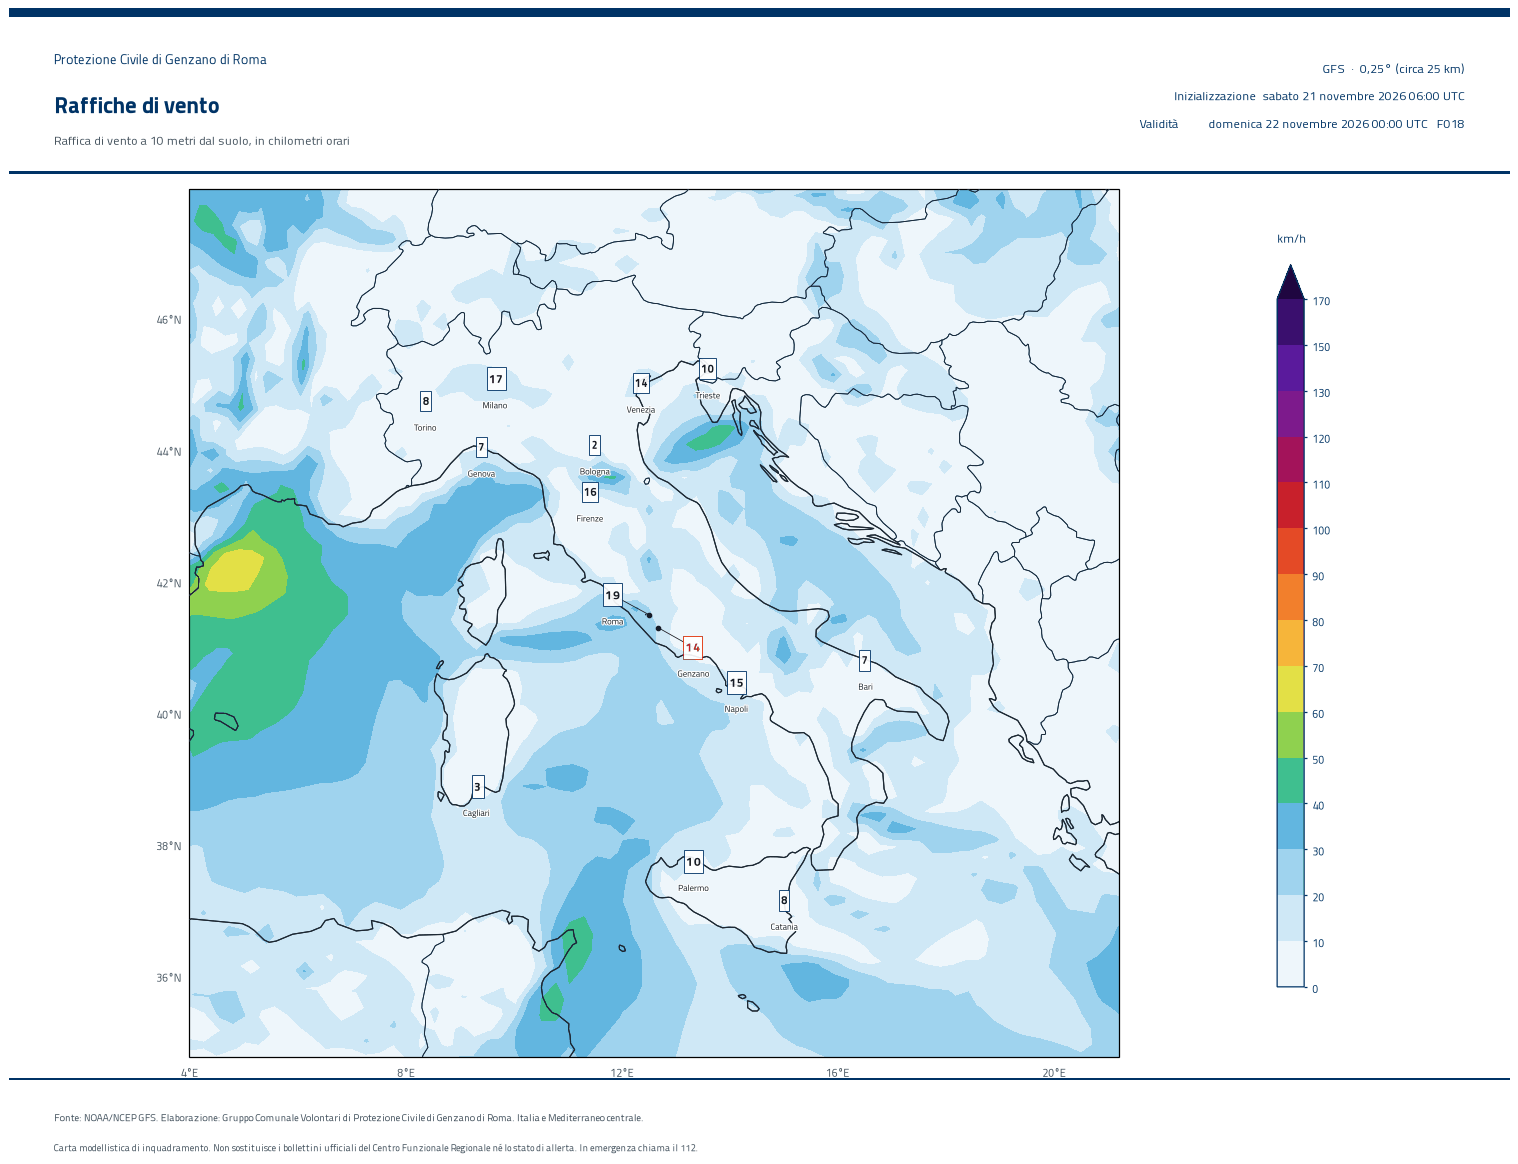 Protezione Civile di Genzano di Roma
Raffiche di vento
Raffica di vento a 10 metri dal suolo, in chilometri orari
GFS · 0,25° (circa 25 km)
Inizializzazione sabato 21 novembre 2026 06:00 UTC
Validità domenica 22 novembre 2026 00:00 UTC F018
km/h
170
150
130
120
110
100
90
80
70
60
50
40
30
20
10
0
46°N
44°N
42°N
40°N
38°N
36°N
4°E
8°E
12°E
16°E
20°E
10
Trieste
17
Milano
14
Venezia
8
Torino
7
Genova
2
Bologna
16
Firenze
19
Roma
14
Genzano
15
Napoli
7
Bari
3
Cagliari
10
Palermo
8
Catania
Fonte: NOAA/NCEP GFS. Elaborazione: Gruppo Comunale Volontari di Protezione Civile di Genzano di Roma. Italia e Mediterraneo centrale.
Carta modellistica di inquadramento. Non sostituisce i bollettini ufficiali del Centro Funzionale Regionale né lo stato di allerta. In emergenza chiama il 112.